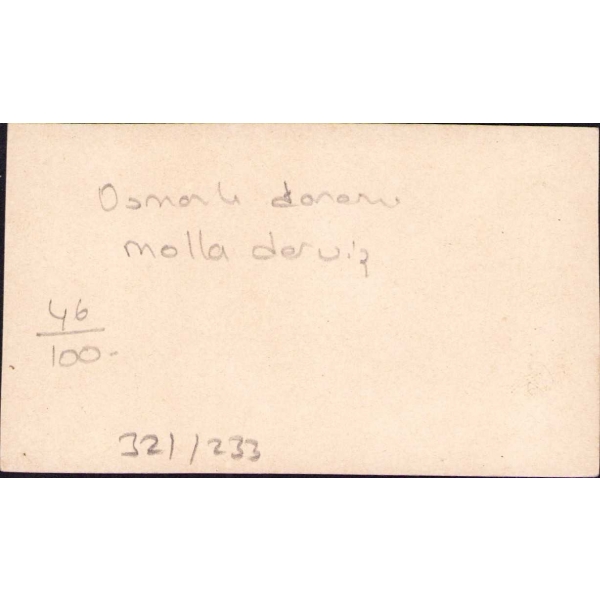 Osmanlı dönemi
molla derviş
46
100-
321/233